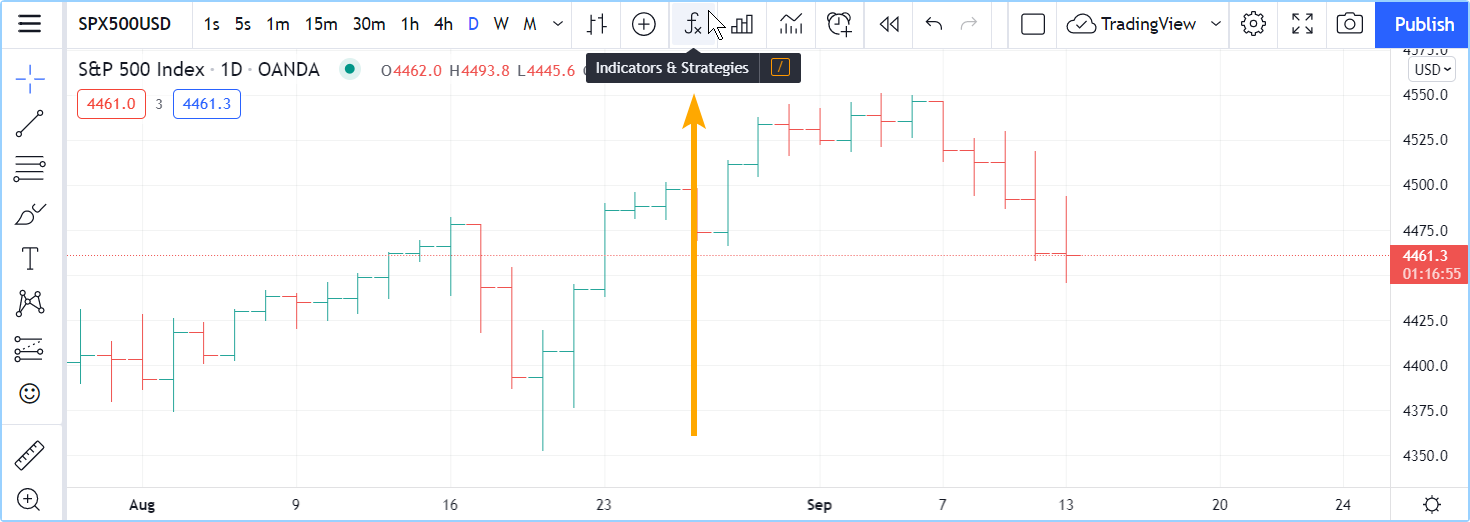 SPX500USD 1s 5s 1m 15m 30m 1h 4h D W M fx TradingView Publish
S&P 500 Index · 1D · OANDA O4462.0 H4493.8 L4445.6
Indicators & Strategies /
USD
4461.0 3 4461.3
4550.0
4525.0
4500.0
4475.0
4461.3
01:16:55
4425.0
4400.0
4375.0
4350.0
Aug 9 16 23 Sep 7 13 20 24